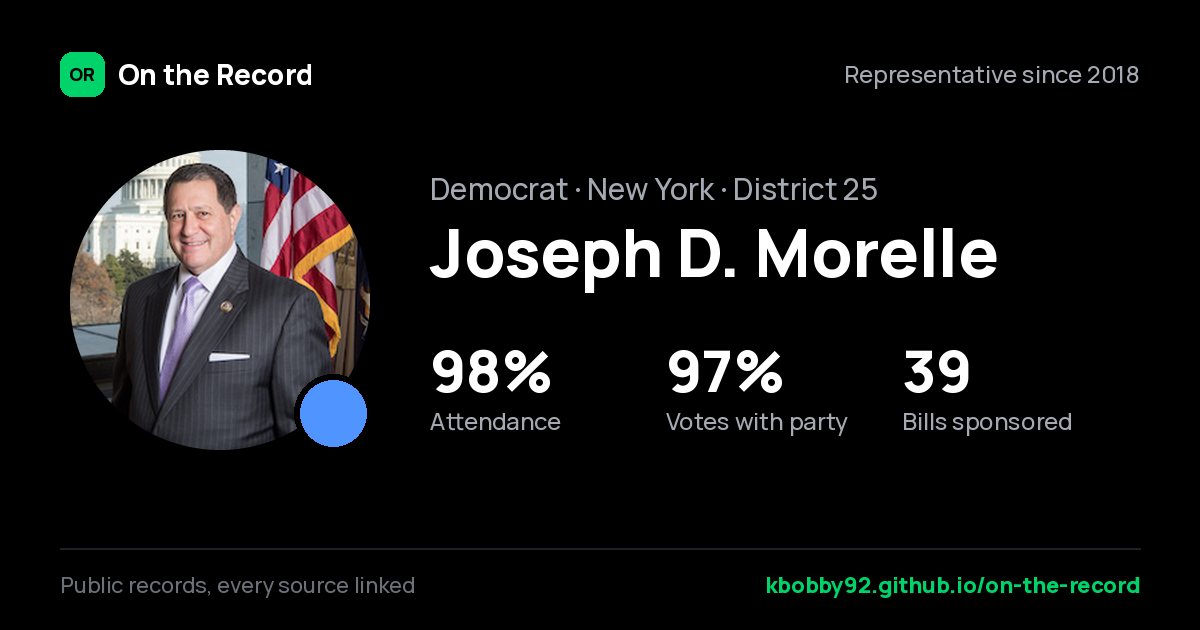 OR On the Record
Representative since 2018
Democrat · New York · District 25
Joseph D. Morelle
98% 97% 39
Attendance Votes with party Bills sponsored
Public records, every source linked
kbobby92.github.io/on-the-record